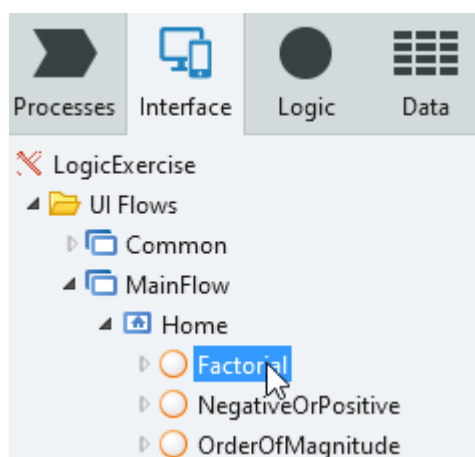 Processes Interface Logic Data
LogicExercise
UI Flows
Common
MainFlow
Home
Factorial
NegativeOrPositive
OrderOfMagnitude